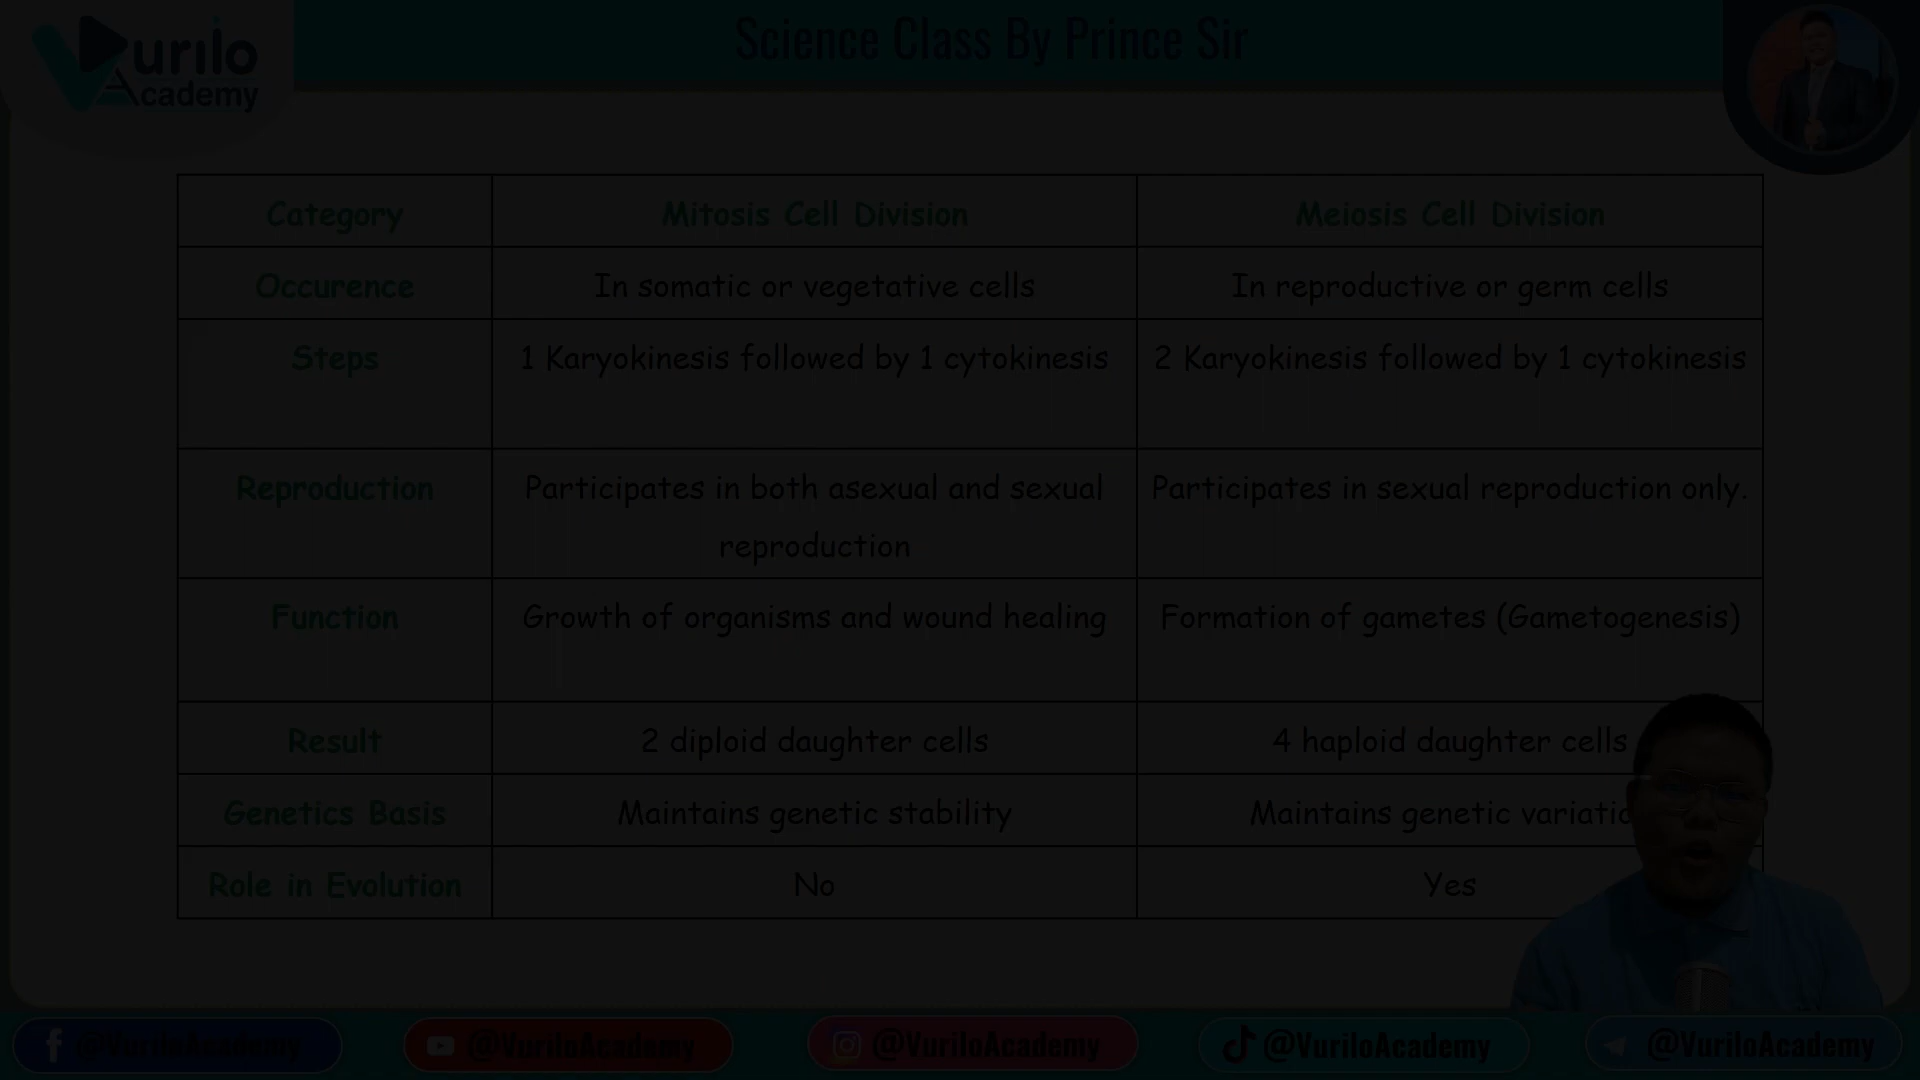 Vurilo
Academy
Science Class By Prince Sir
Category
Mitosis Cell Division
Meiosis Cell Division
Occurence
In somatic or vegetative cells
In reproductive or germ cells
Steps
1 Karyokinesis followed by 1 cytokinesis
2 Karyokinesis followed by 1 cytokinesis
Reproduction
Participates in both asexual and sexual
reproduction
Participates in sexual reproduction only.
Function
Growth of organisms and wound healing
Formation of gametes (Gametogenesis)
Result
2 diploid daughter cells
4 haploid daughter cells
Genetics Basis
Maintains genetic stability
Maintains genetic variatio
Role in Evolution
No
Yes
@VuriloAcademy
@VuriloAcademy
@VuriloAcademy
@VuriloAcademy
@VuriloAcademy